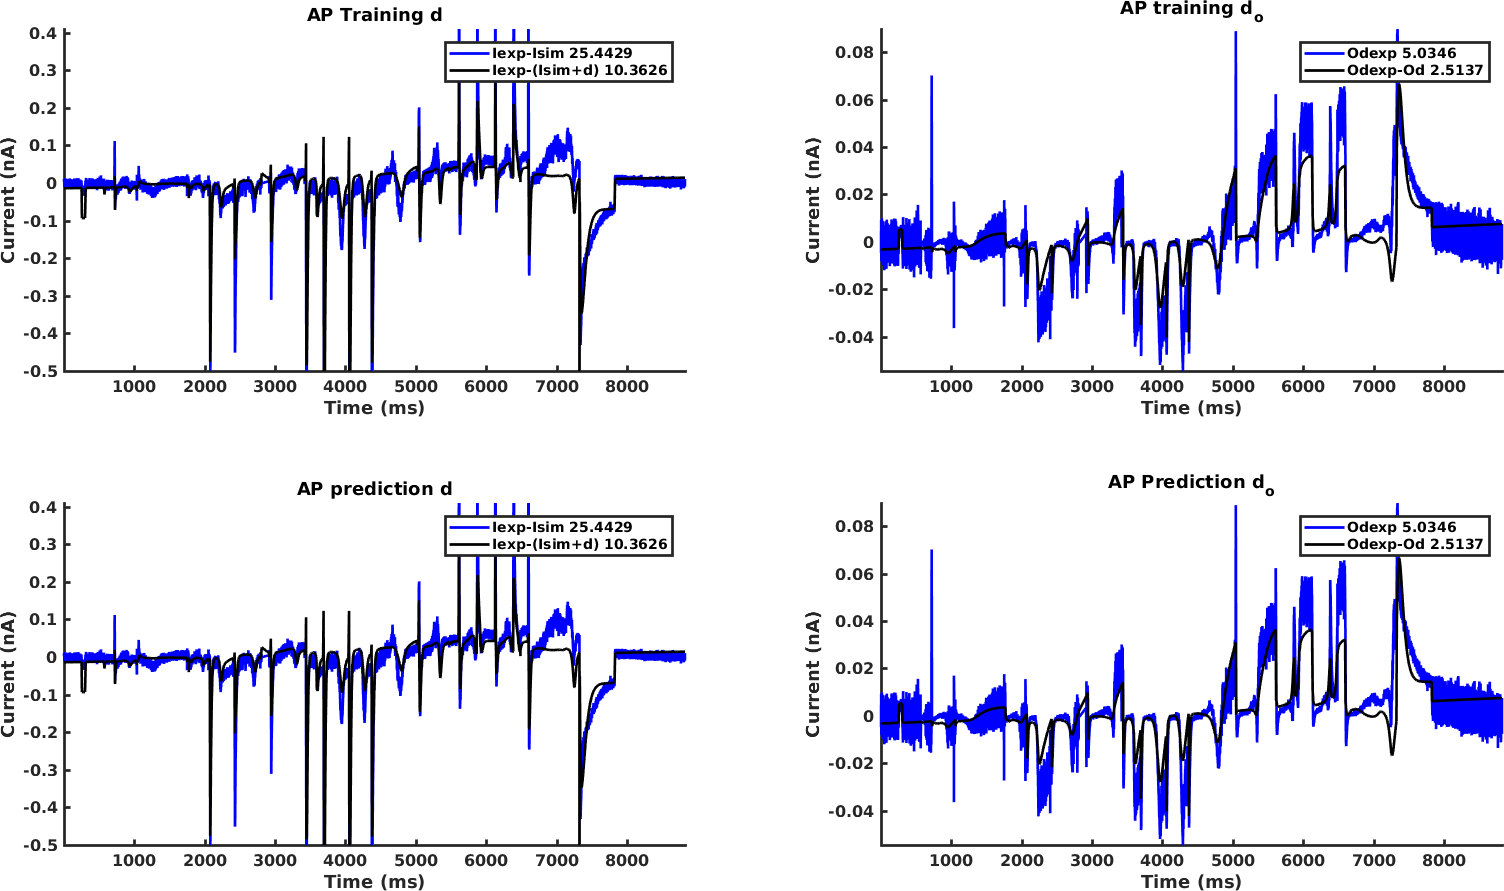 AP Training d
0.4
0.3
0.2
0.1
0
-0.1
-0.2
-0.3
-0.4
-0.5
Current (nA)
Iexp-Isim 25.4429
Iexp-(Isim+d) 10.3626
1000 2000 3000 4000 5000 6000 7000 8000
Time (ms)
AP training do
0.08
0.06
0.04
0.02
0
-0.02
-0.04
Current (nA)
Odexp 5.0346
Odexp-Od 2.5137
1000 2000 3000 4000 5000 6000 7000 8000
Time (ms)
AP prediction d
0.4
0.3
0.2
0.1
0
-0.1
-0.2
-0.3
-0.4
-0.5
Current (nA)
Iexp-Isim 25.4429
Iexp-(Isim+d) 10.3626
1000 2000 3000 4000 5000 6000 7000 8000
Time (ms)
AP Prediction do
0.08
0.06
0.04
0.02
0
-0.02
-0.04
Current (nA)
Odexp 5.0346
Odexp-Od 2.5137
1000 2000 3000 4000 5000 6000 7000 8000
Time (ms)